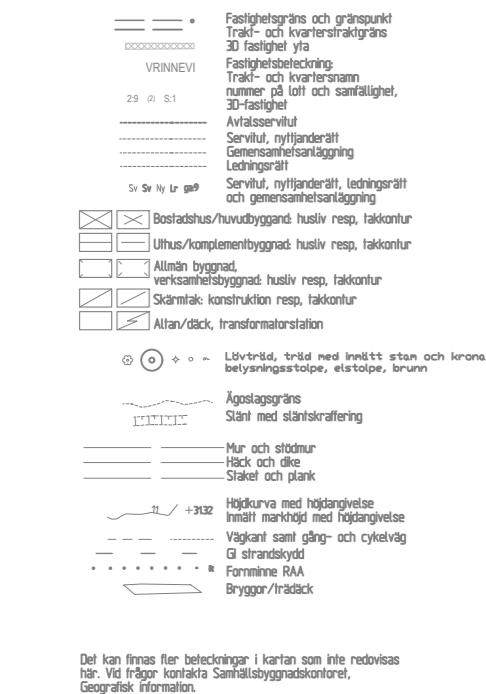 Fastighetsgräns och gränspunkt
Trakt- och kvarterstraktgräns
3D fastighet yta
VRINNEVI
Fastighetsbeteckning:
Trakt- och kvartersnamn
nummer på lott och samfällighet,
2:9 (2) S:1
3D-fastighet
Avtalsservitut
Servitut, nyttjanderätt
Gemensamhetsanläggning
Ledningsrätt
Sv Sv Ny Lr ga:9
Servitut, nyttjanderätt, ledningsrätt
och gemensamhetsanläggning
Bostadshus/huvudbyggand: husliv resp, takkontur
Uthus/komplementbyggnad: husliv resp, takkontur
Allmän byggnad,
verksamhetsbyggnad: husliv resp, takkontur
Skärmtak: konstruktion resp, takkontur
Altan/däck, transformatorstation
Lövträd, träd med inmätt stam och krona
belysningsstolpe, elstolpe, brunn
Ägoslagsgräns
Slänt med släntskraffering
Mur och stödmur
Häck och dike
Staket och plank
11 +31.32
Höjdkurva med höjdangivelse
Inmätt markhöjd med höjdangivelse
Vägkant samt gång- och cykelväg
Gl strandskydd
R Fornminne RAA
Bryggor/trädäck
Det kan finnas fler beteckningar i kartan som inte redovisas
här. Vid frågor kontakta Samhällsbyggnadskontoret,
Geografisk information.